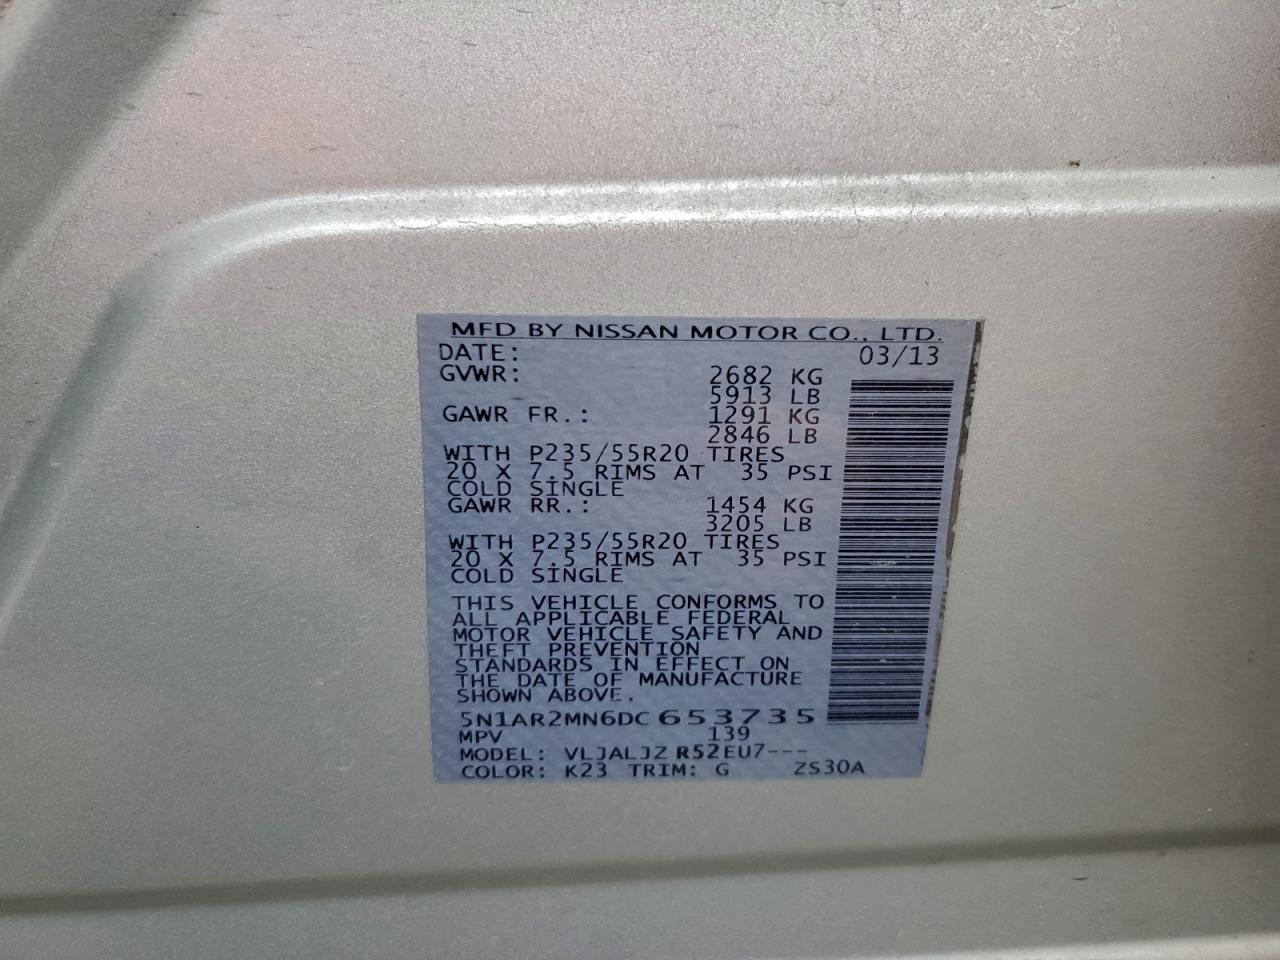 MFD BY NISSAN MOTOR CO., LTD.
DATE: 03/13
GVWR: 2682 KG
5913 LB
GAWR FR.: 1291 KG
2846 LB
WITH P235/55R20 TIRES
20 X 7.5 RIMS AT 35 PSI
COLD SINGLE
GAWR RR.: 1454 KG
3205 LB
WITH P235/55R20 TIRES
20 X 7.5 RIMS AT 35 PSI
COLD SINGLE
THIS VEHICLE CONFORMS TO
ALL APPLICABLE FEDERAL
MOTOR VEHICLE SAFETY AND
THEFT PREVENTION
STANDARDS IN EFFECT ON
THE DATE OF MANUFACTURE
SHOWN ABOVE.
5N1AR2MN6DC653735
MPV 139
MODEL: VLJALJZ R52EU7---
COLOR: K23 TRIM: G ZS30A